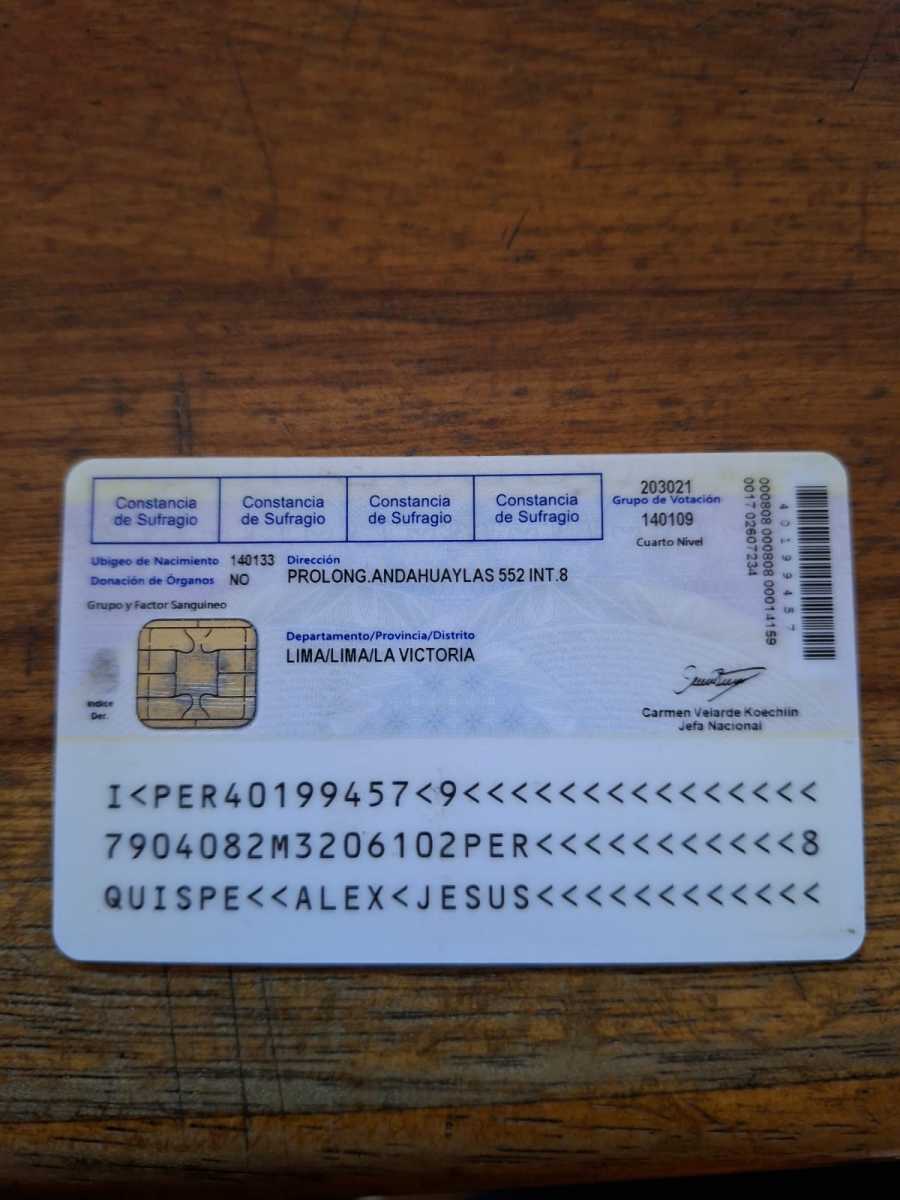 Constancia de Sufragio
Constancia de Sufragio
Constancia de Sufragio
Constancia de Sufragio
203021
Grupo de Votación
140109
Cuarto Nivel
Ubigeo de Nacimiento 140133
Donación de Órganos NO
Grupo y Factor Sanguineo
Dirección
PROLONG.ANDAHUAYLAS 552 INT.8
Departamento/Provincia/Distrito
LIMA/LIMA/LA VICTORIA
Indice
Der.
000808 000808 00014159
0017 02607234
40199457
Carmen Velarde Koechlin
Jefa Nacional
I<PER40199457<9<<<<<<<<<<<<<<<
7904082M3206102PER<<<<<<<<<<<8
QUISPE<<ALEX<JESUS<<<<<<<<<<<<